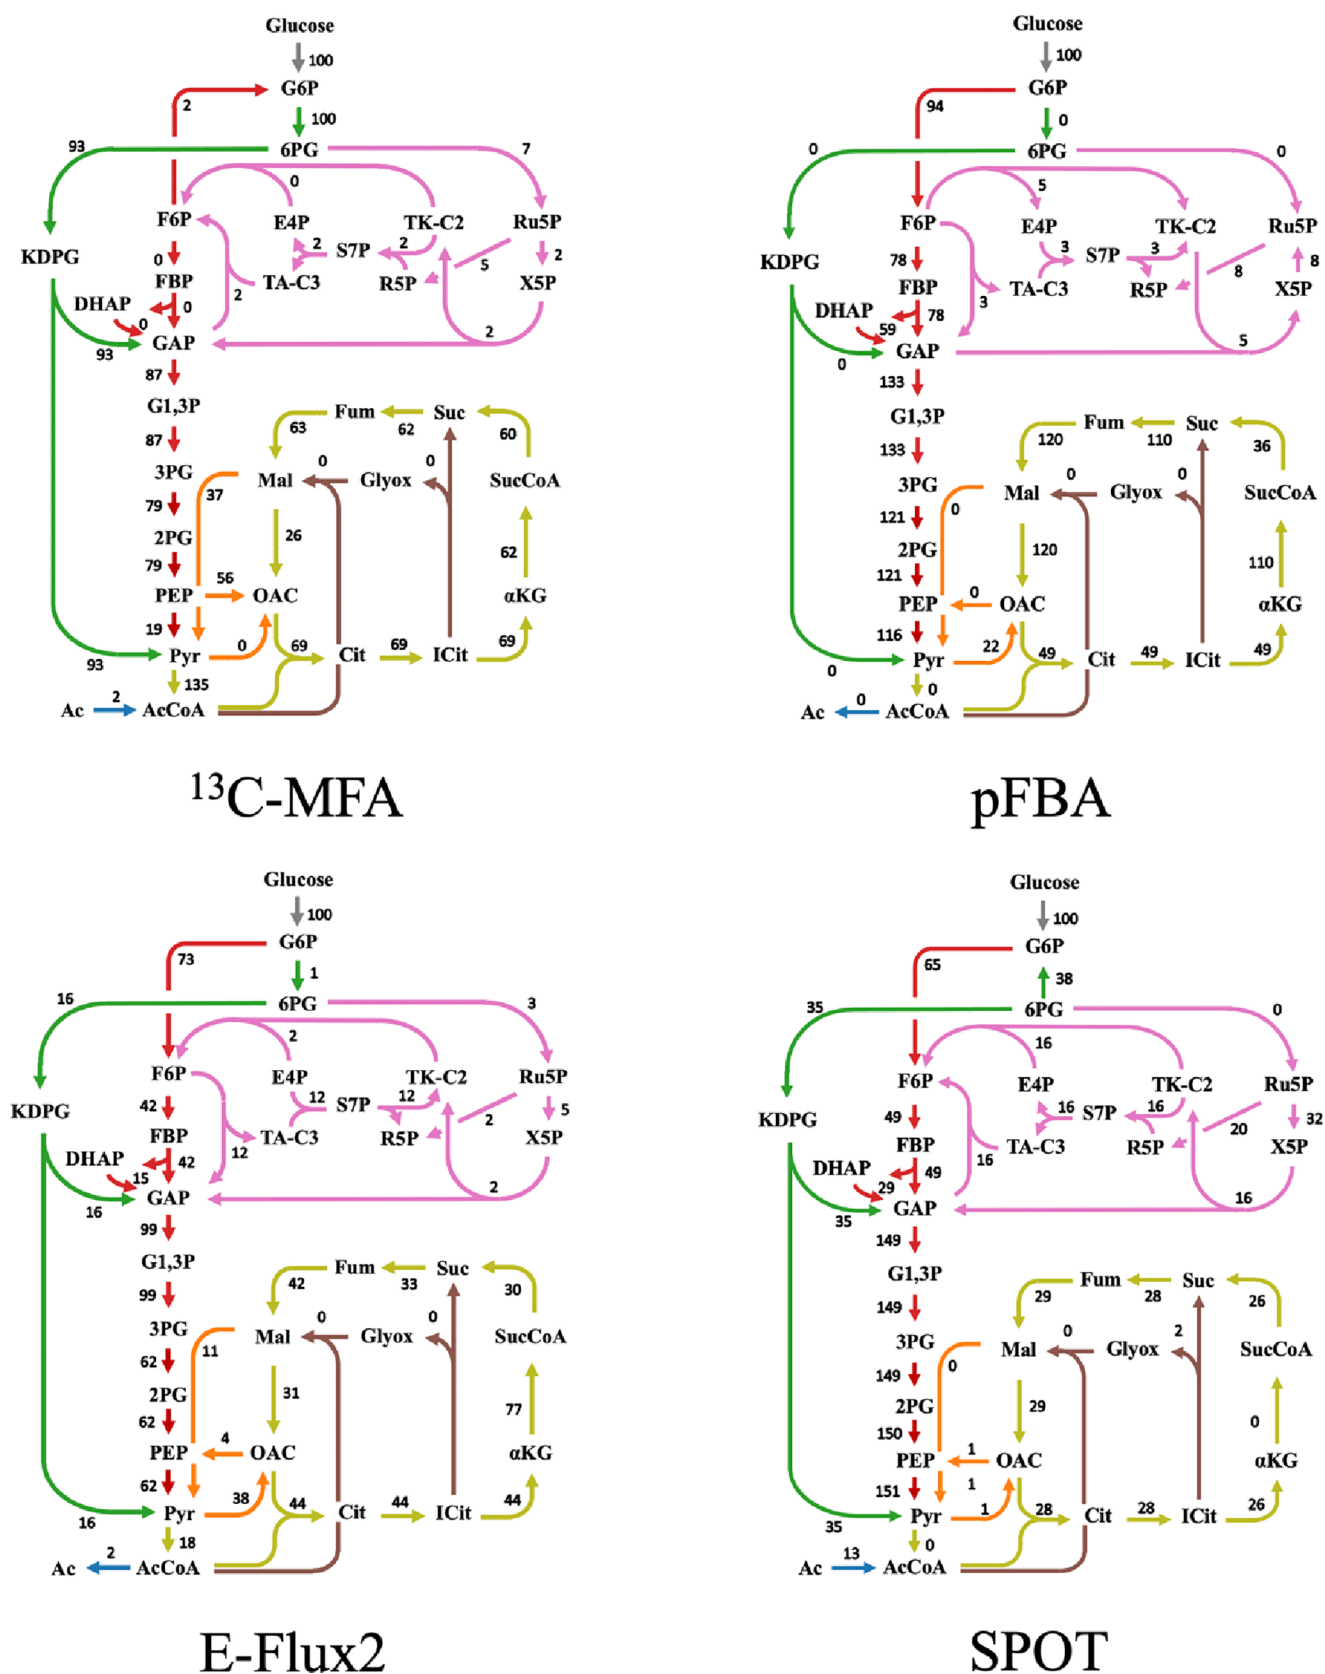 Glucose
100
G6P
2
100
93
6PG
7
0
F6P
E4P
TK-C2
Ru5P
KDPG
0
2
S7P
2
5
2
FBP
TA-C3
R5P
X5P
DHAP
0
2
0
93
GAP
2
87
G1,3P
87
Fum
Suc
63
62
60
3PG
37
Mal
0
Glyox
0
SucCoA
79
2PG
26
62
79
56
PEP
OAC
αKG
19
0
69
Cit
69
ICit
69
93
Pyr
135
Ac
2
AcCoA
13C-MFA
Glucose
100
G6P
94
0
0
6PG
0
5
F6P
E4P
TK-C2
Ru5P
KDPG
78
3
S7P
3
8
8
FBP
TA-C3
R5P
X5P
DHAP
78
3
59
0
GAP
5
133
G1,3P
133
Fum
Suc
120
110
36
3PG
0
Mal
0
Glyox
0
SucCoA
121
2PG
120
110
121
0
PEP
OAC
αKG
116
22
49
Cit
49
ICit
49
0
Pyr
0
Ac
0
AcCoA
pFBA
Glucose
100
G6P
73
1
16
6PG
3
2
F6P
E4P
TK-C2
Ru5P
KDPG
42
12
S7P
12
2
5
FBP
TA-C3
R5P
X5P
DHAP
42
12
15
16
GAP
2
99
G1,3P
99
Fum
Suc
42
33
30
3PG
11
Mal
0
Glyox
0
SucCoA
62
2PG
31
77
62
4
PEP
OAC
αKG
62
38
44
Cit
44
ICit
44
16
Pyr
18
Ac
2
AcCoA
E-Flux2
Glucose
100
G6P
65
38
35
6PG
0
16
F6P
E4P
TK-C2
Ru5P
KDPG
49
16
S7P
16
20
32
FBP
TA-C3
R5P
X5P
DHAP
49
16
29
35
GAP
16
149
G1,3P
149
Fum
Suc
29
28
26
3PG
0
Mal
0
Glyox
2
SucCoA
149
2PG
29
0
150
1
PEP
OAC
αKG
151
1
1
28
Cit
28
ICit
26
35
Pyr
0
Ac
13
AcCoA
SPOT